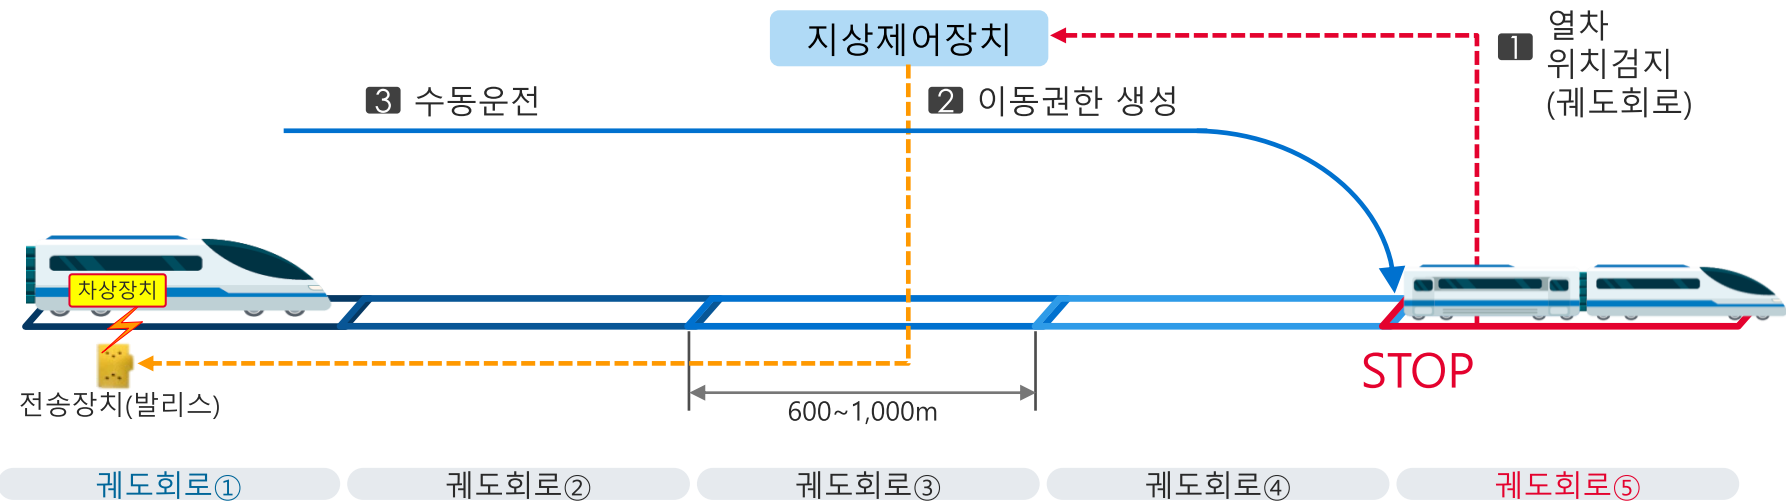 지상제어장치
1 열차
위치검지
(궤도회로)
3 수동운전
2 이동권한 생성
차상장치
전송장치(발리스)
600~1,000m
STOP
궤도회로①
궤도회로②
궤도회로③
궤도회로④
궤도회로⑤